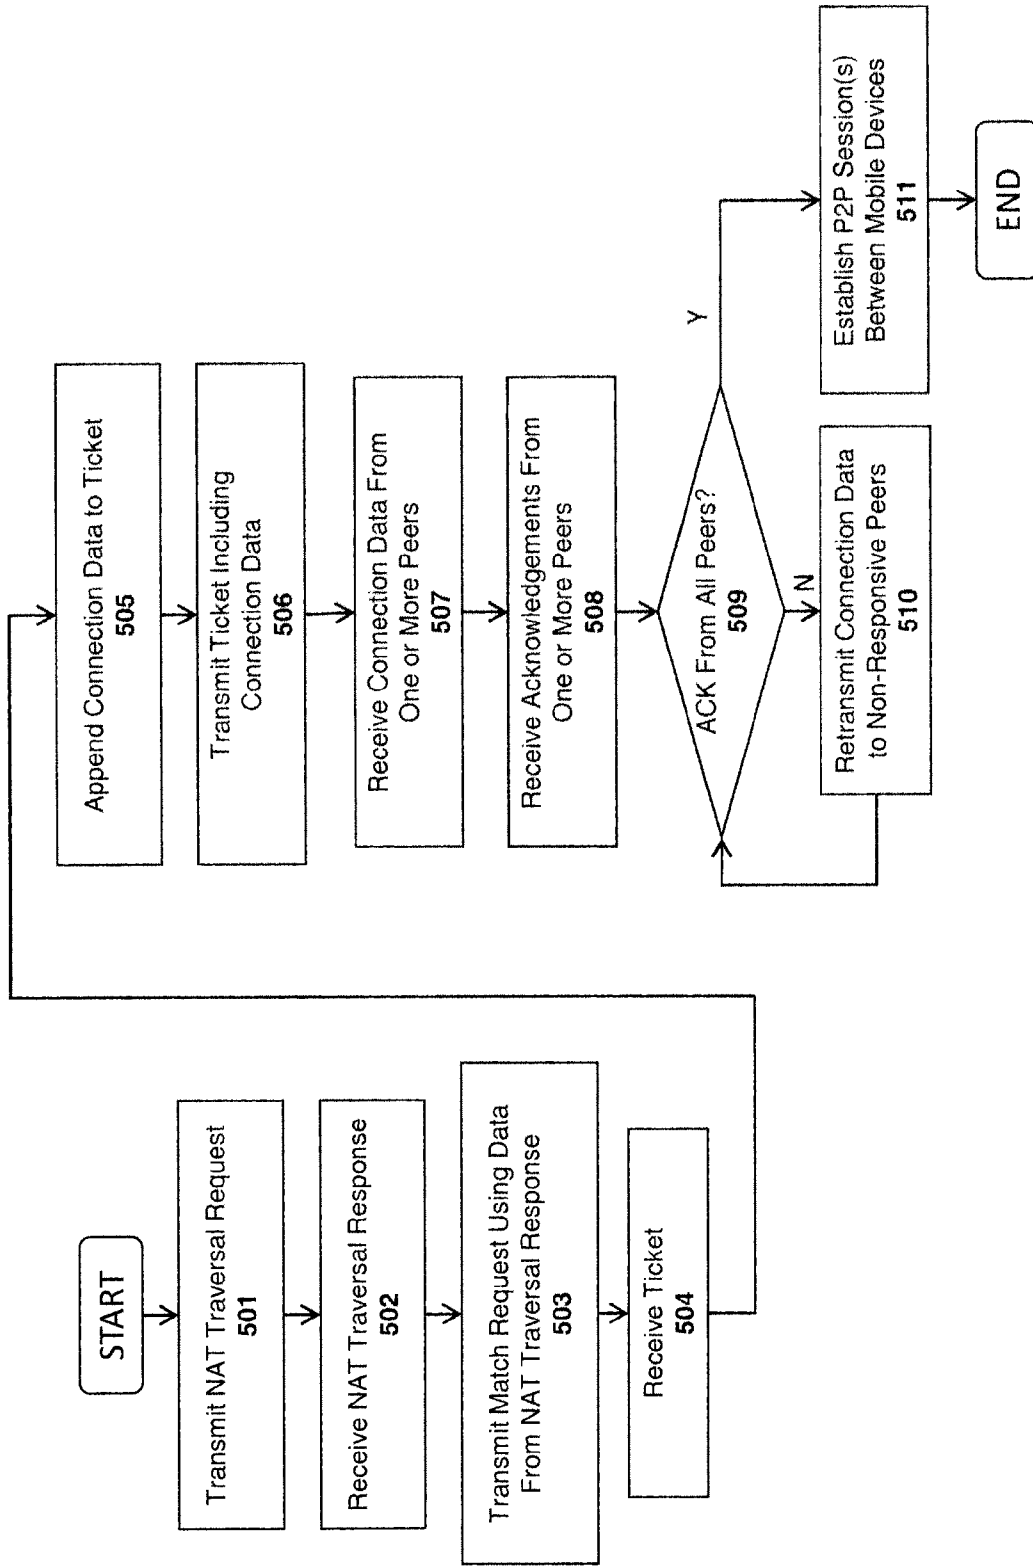 START
Transmit NAT Traversal Request
501
Receive NAT Traversal Response
502
Transmit Match Request Using Data
From NAT Traversal Response
503
Receive Ticket
504
Append Connection Data to Ticket
505
Transmit Ticket Including
Connection Data
506
Receive Connection Data From
One or More Peers
507
Receive Acknowledgements From
One or More Peers
508
ACK From All Peers?
509
N
Y
Retransmit Connection Data
to Non-Responsive Peers
510
Establish P2P Session(s)
Between Mobile Devices
511
END